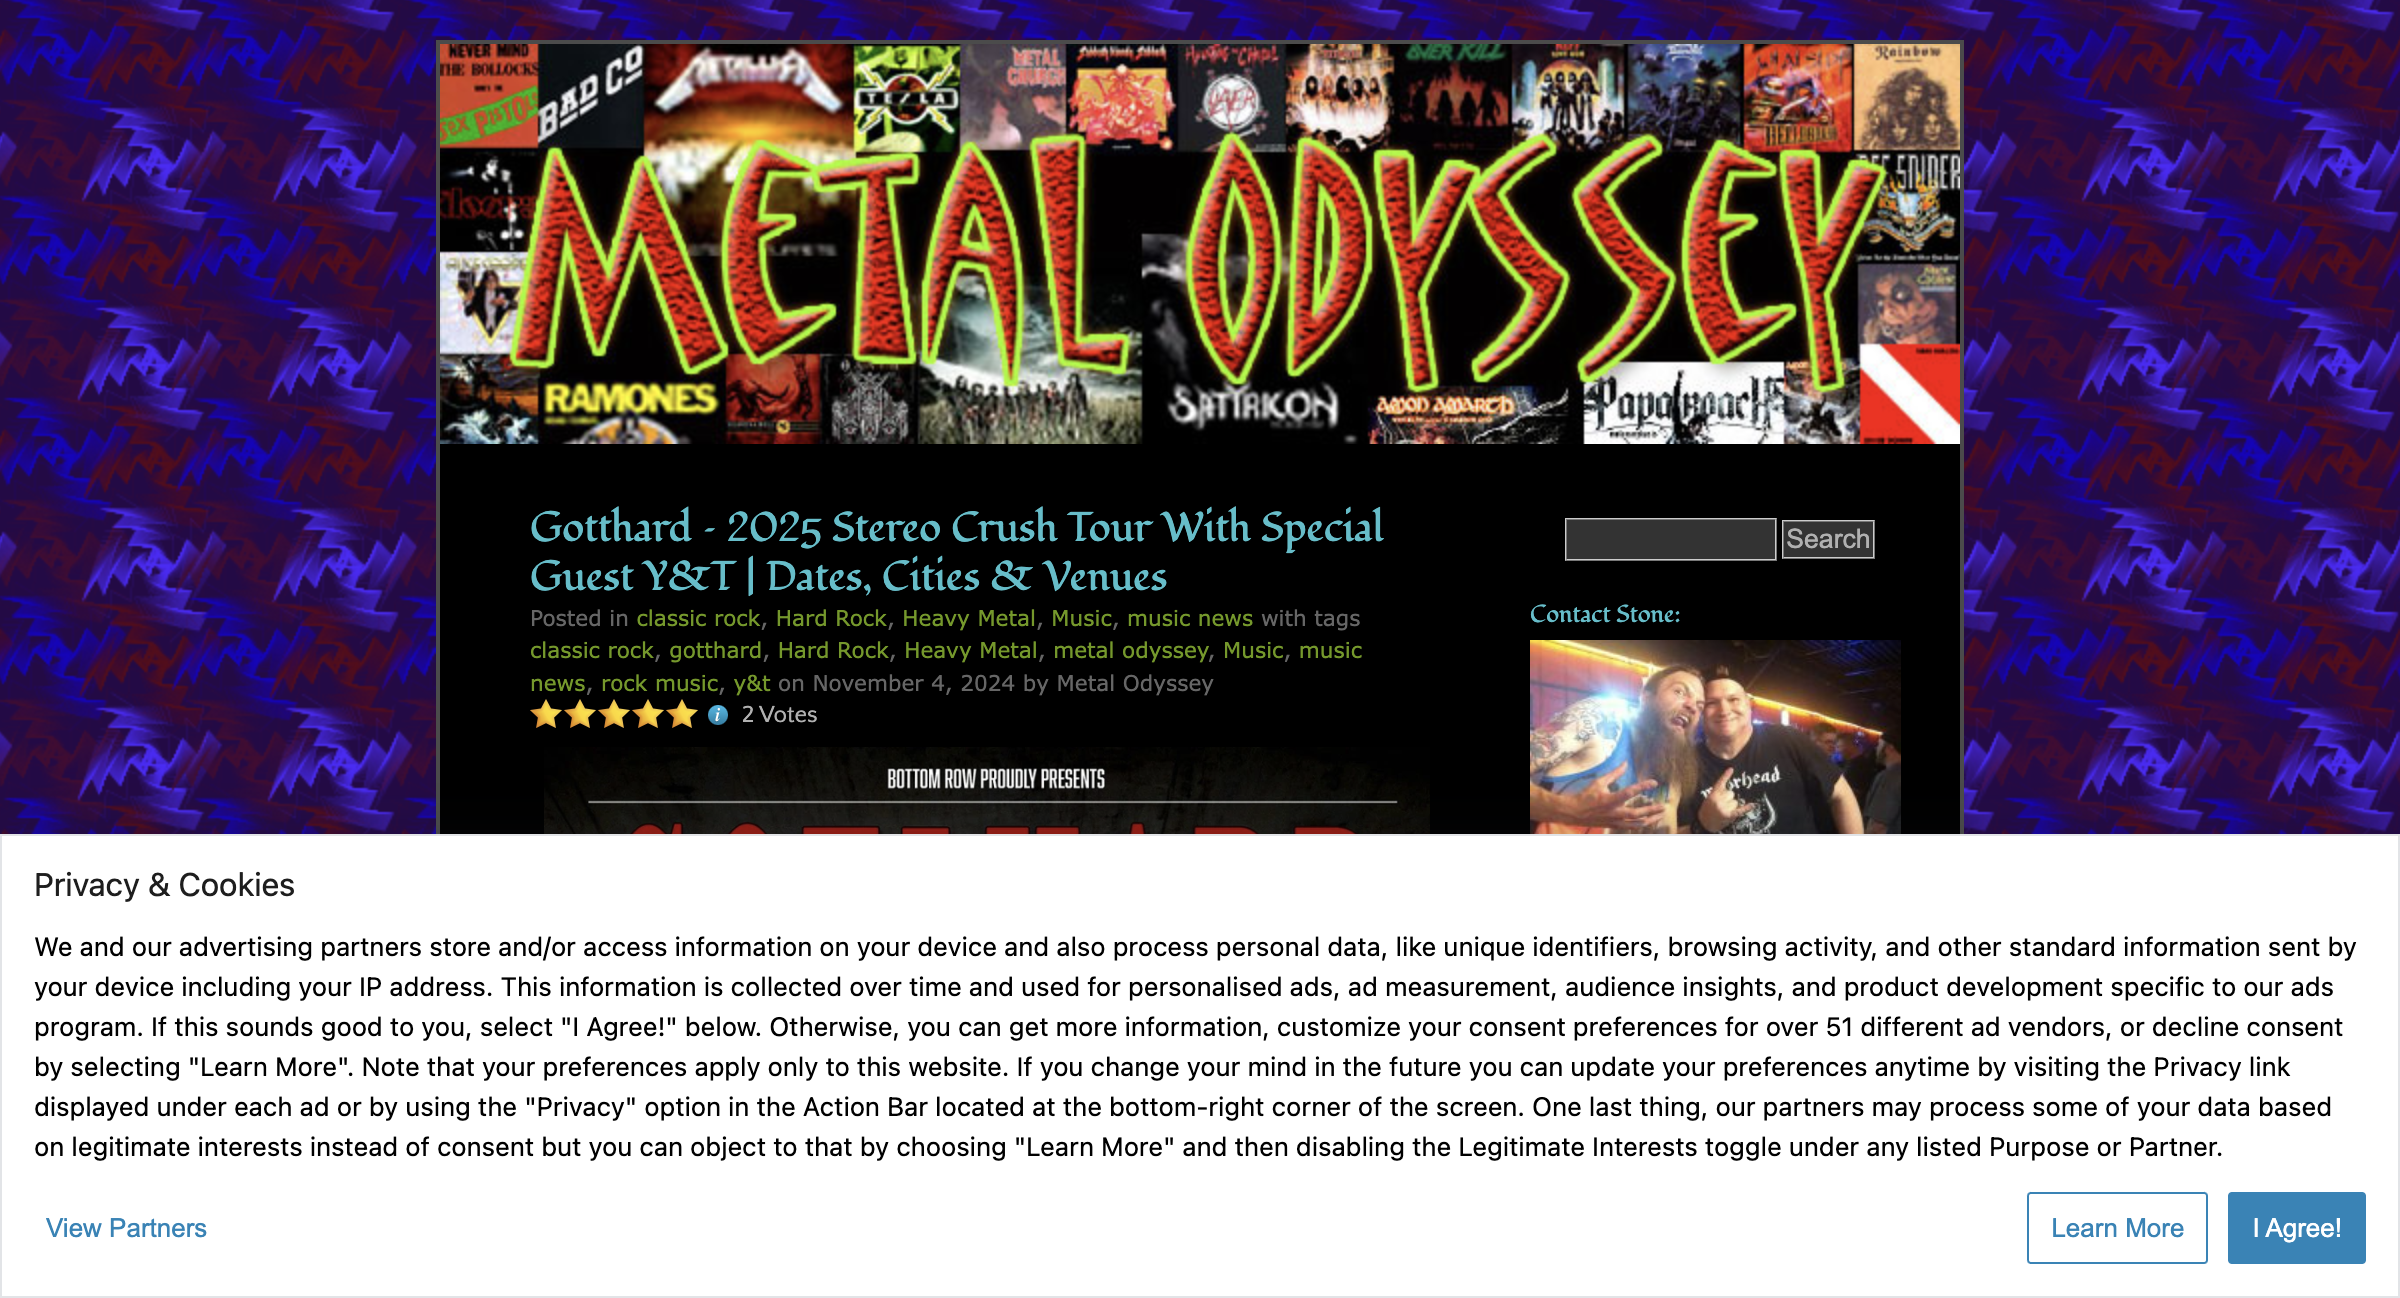 NEVER MIND
THE BOLLOCKS
SEX PISTOLS
BAD CO
METALLICA
TESLA
METAL
CHURCH
Sabbath Bloody Sabbath
SLAYER
OVER KILL
Rainbow
DEE SNIDER
METAL ODYSSEY
RAMONES
SATYRICON
AMON AMARTH
PapaRoach
Gotthard - 2025 Stereo Crush Tour With Special
Guest Y&T | Dates, Cities & Venues
Posted in classic rock, Hard Rock, Heavy Metal, Music, music news with tags
classic rock, gotthard, Hard Rock, Heavy Metal, metal odyssey, Music, music
news, rock music, y&t on November 4, 2024 by Metal Odyssey
2 Votes
BOTTOM ROW PROUDLY PRESENTS
Search
Contact Stone:
Privacy & Cookies
We and our advertising partners store and/or access information on your device and also process personal data, like unique identifiers, browsing activity, and other standard information sent by
your device including your IP address. This information is collected over time and used for personalised ads, ad measurement, audience insights, and product development specific to our ads
program. If this sounds good to you, select "I Agree!" below. Otherwise, you can get more information, customize your consent preferences for over 51 different ad vendors, or decline consent
by selecting "Learn More". Note that your preferences apply only to this website. If you change your mind in the future you can update your preferences anytime by visiting the Privacy link
displayed under each ad or by using the "Privacy" option in the Action Bar located at the bottom-right corner of the screen. One last thing, our partners may process some of your data based
on legitimate interests instead of consent but you can object to that by choosing "Learn More" and then disabling the Legitimate Interests toggle under any listed Purpose or Partner.
View Partners
Learn More
I Agree!